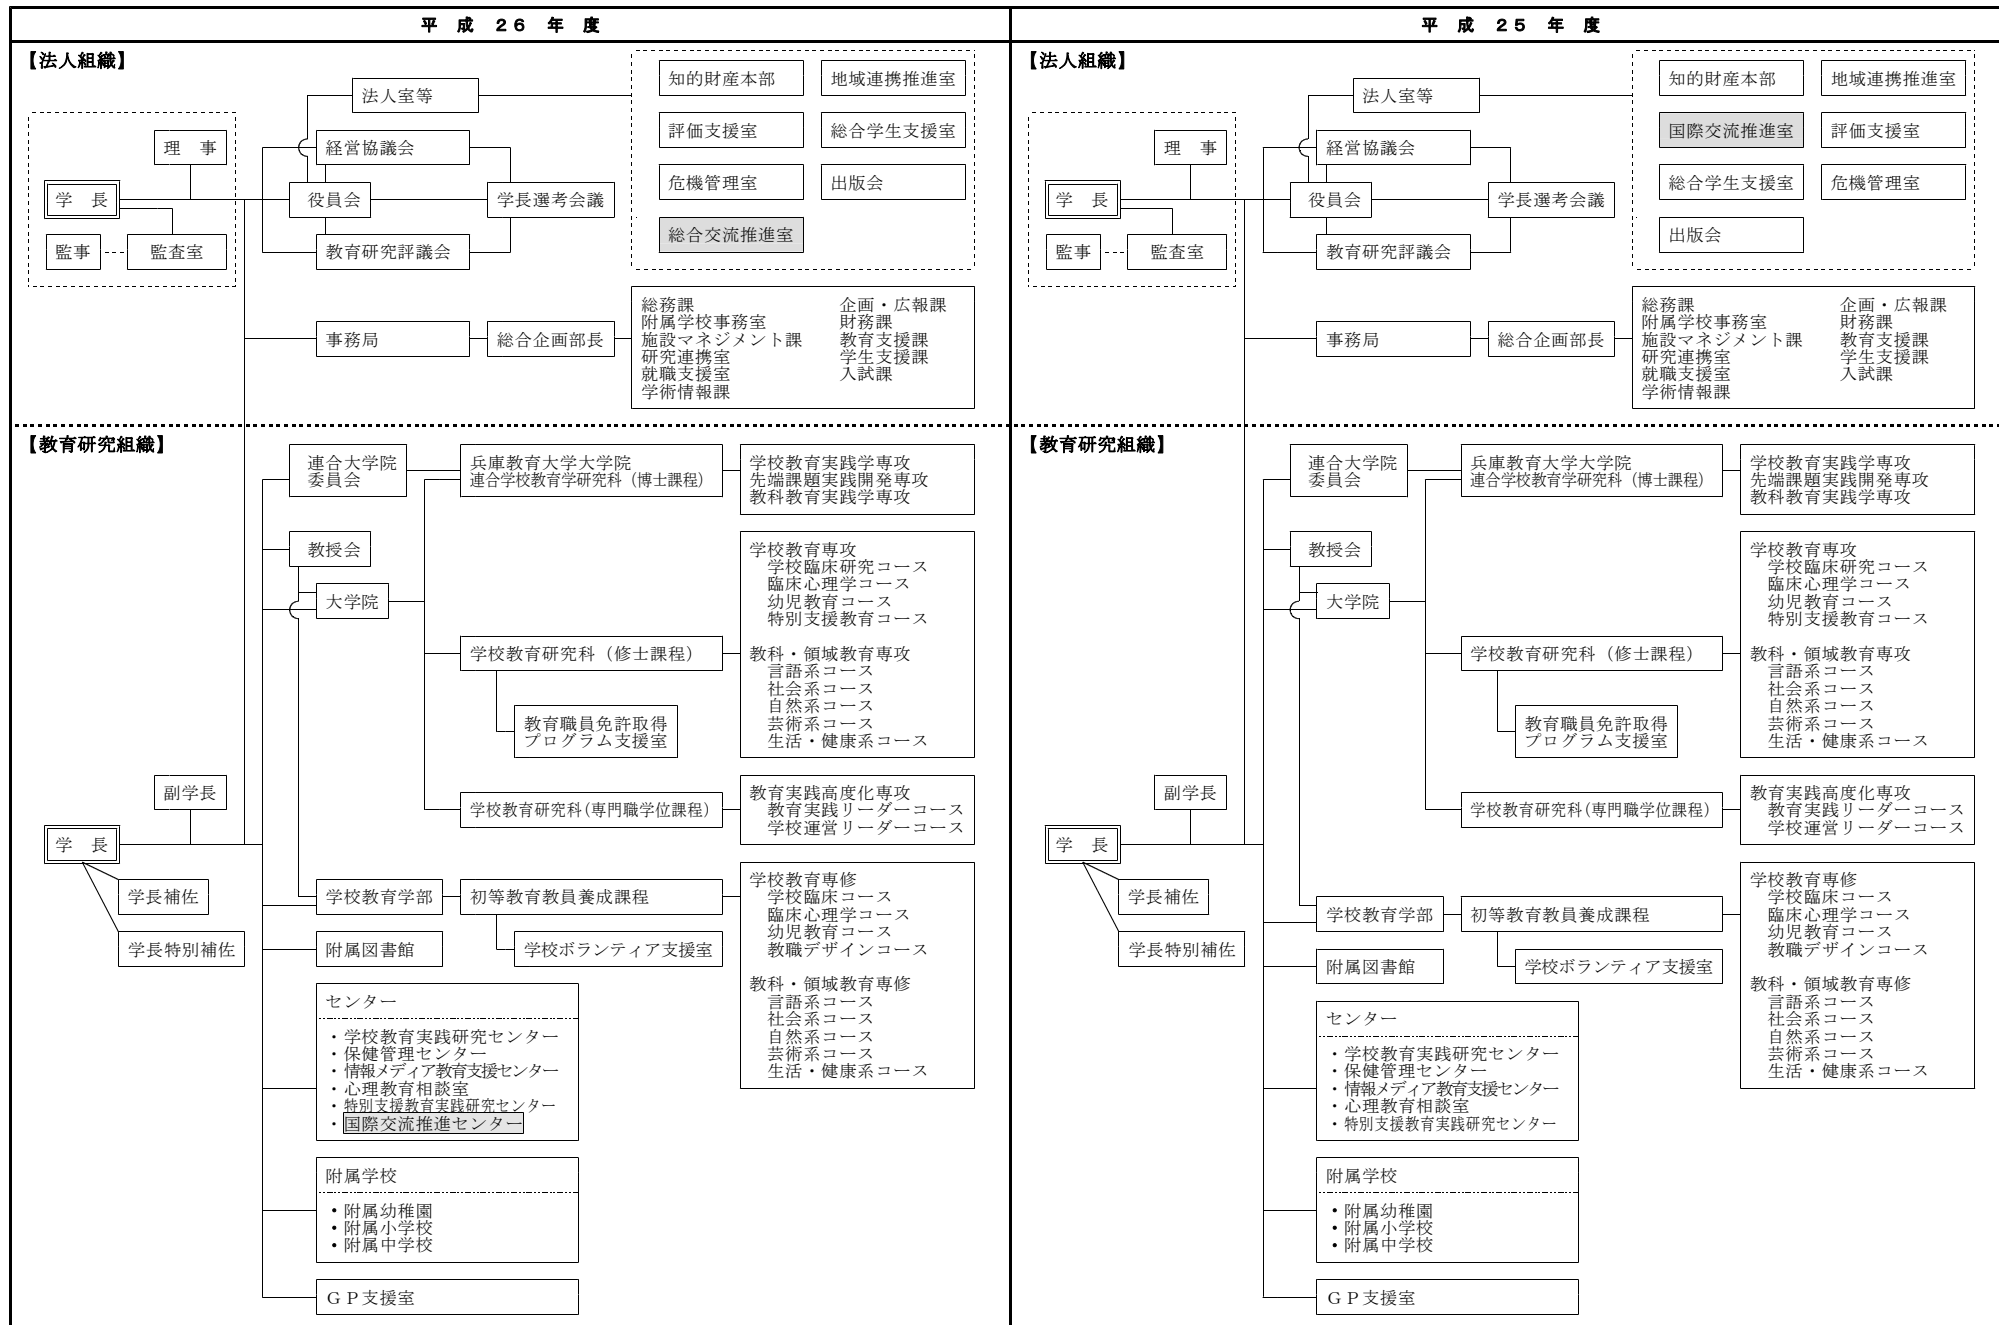 平 成 ２６ 年 度
【法人組織】
法人室等
知的財産本部
地域連携推進室
評価支援室
総合学生支援室
危機管理室
出版会
総合交流推進室
理 事
学 長
監事
監査室
経営協議会
役員会
学長選考会議
教育研究評議会
事務局
総合企画部長
総務課
企画・広報課
附属学校事務室
財務課
施設マネジメント課
教育支援課
研究連携室
学生支援課
就職支援室
入試課
学術情報課
【教育研究組織】
連合大学院
委員会
兵庫教育大学大学院
連合学校教育学研究科（博士課程）
学校教育実践学専攻
先端課題実践開発専攻
教科教育実践学専攻
教授会
大学院
学校教育専攻
学校臨床研究コース
臨床心理学コース
幼児教育コース
特別支援教育コース
学校教育研究科（修士課程）
教科・領域教育専攻
言語系コース
社会系コース
自然系コース
芸術系コース
生活・健康系コース
教育職員免許取得
プログラム支援室
副学長
学校教育研究科(専門職学位課程)
教育実践高度化専攻
教育実践リーダーコース
学校運営リーダーコース
学 長
学長補佐
学長特別補佐
学校教育学部
初等教育教員養成課程
学校ボランティア支援室
学校教育専修
学校臨床コース
臨床心理学コース
幼児教育コース
教職デザインコース
教科・領域教育専修
言語系コース
社会系コース
自然系コース
芸術系コース
生活・健康系コース
附属図書館
センター
・学校教育実践研究センター
・保健管理センター
・情報メディア教育支援センター
・心理教育相談室
・特別支援教育実践研究センター
・国際交流推進センター
附属学校
・附属幼稚園
・附属小学校
・附属中学校
ＧＰ支援室
平 成 ２５ 年 度
【法人組織】
法人室等
知的財産本部
地域連携推進室
国際交流推進室
評価支援室
総合学生支援室
危機管理室
出版会
理 事
学 長
監事
監査室
経営協議会
役員会
学長選考会議
教育研究評議会
事務局
総合企画部長
総務課
企画・広報課
附属学校事務室
財務課
施設マネジメント課
教育支援課
研究連携室
学生支援課
就職支援室
入試課
学術情報課
【教育研究組織】
連合大学院
委員会
兵庫教育大学大学院
連合学校教育学研究科（博士課程）
学校教育実践学専攻
先端課題実践開発専攻
教科教育実践学専攻
教授会
大学院
学校教育専攻
学校臨床研究コース
臨床心理学コース
幼児教育コース
特別支援教育コース
学校教育研究科（修士課程）
教科・領域教育専攻
言語系コース
社会系コース
自然系コース
芸術系コース
生活・健康系コース
教育職員免許取得
プログラム支援室
副学長
学校教育研究科(専門職学位課程)
教育実践高度化専攻
教育実践リーダーコース
学校運営リーダーコース
学 長
学長補佐
学長特別補佐
学校教育学部
初等教育教員養成課程
学校ボランティア支援室
学校教育専修
学校臨床コース
臨床心理学コース
幼児教育コース
教職デザインコース
教科・領域教育専修
言語系コース
社会系コース
自然系コース
芸術系コース
生活・健康系コース
附属図書館
センター
・学校教育実践研究センター
・保健管理センター
・情報メディア教育支援センター
・心理教育相談室
・特別支援教育実践研究センター
附属学校
・附属幼稚園
・附属小学校
・附属中学校
ＧＰ支援室